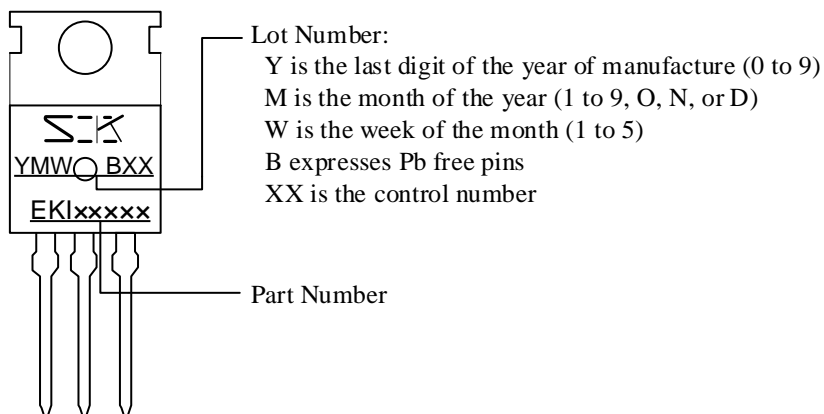 Lot Number:
Y is the last digit of the year of manufacture (0 to 9)
M is the month of the year (1 to 9, O, N, or D)
W is the week of the month (1 to 5)
B expresses Pb free pins
XX is the control number
SK
YMW○ BXX
EKI×××××
Part Number